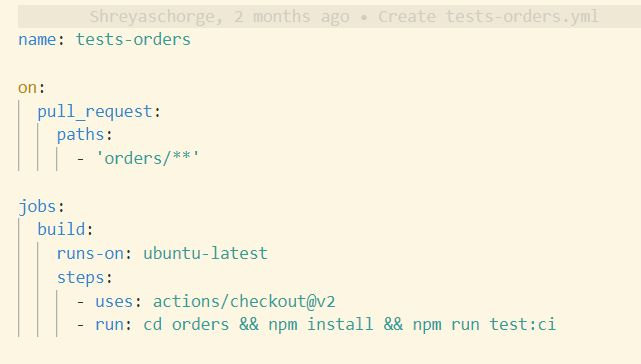 Shreyaschorge, 2 months ago • Create tests-orders.yml
name: tests-orders
on:
pull_request:
paths:
- 'orders/**'
jobs:
build:
runs-on: ubuntu-latest
steps:
- uses: actions/checkout@v2
- run: cd orders && npm install && npm run test:ci